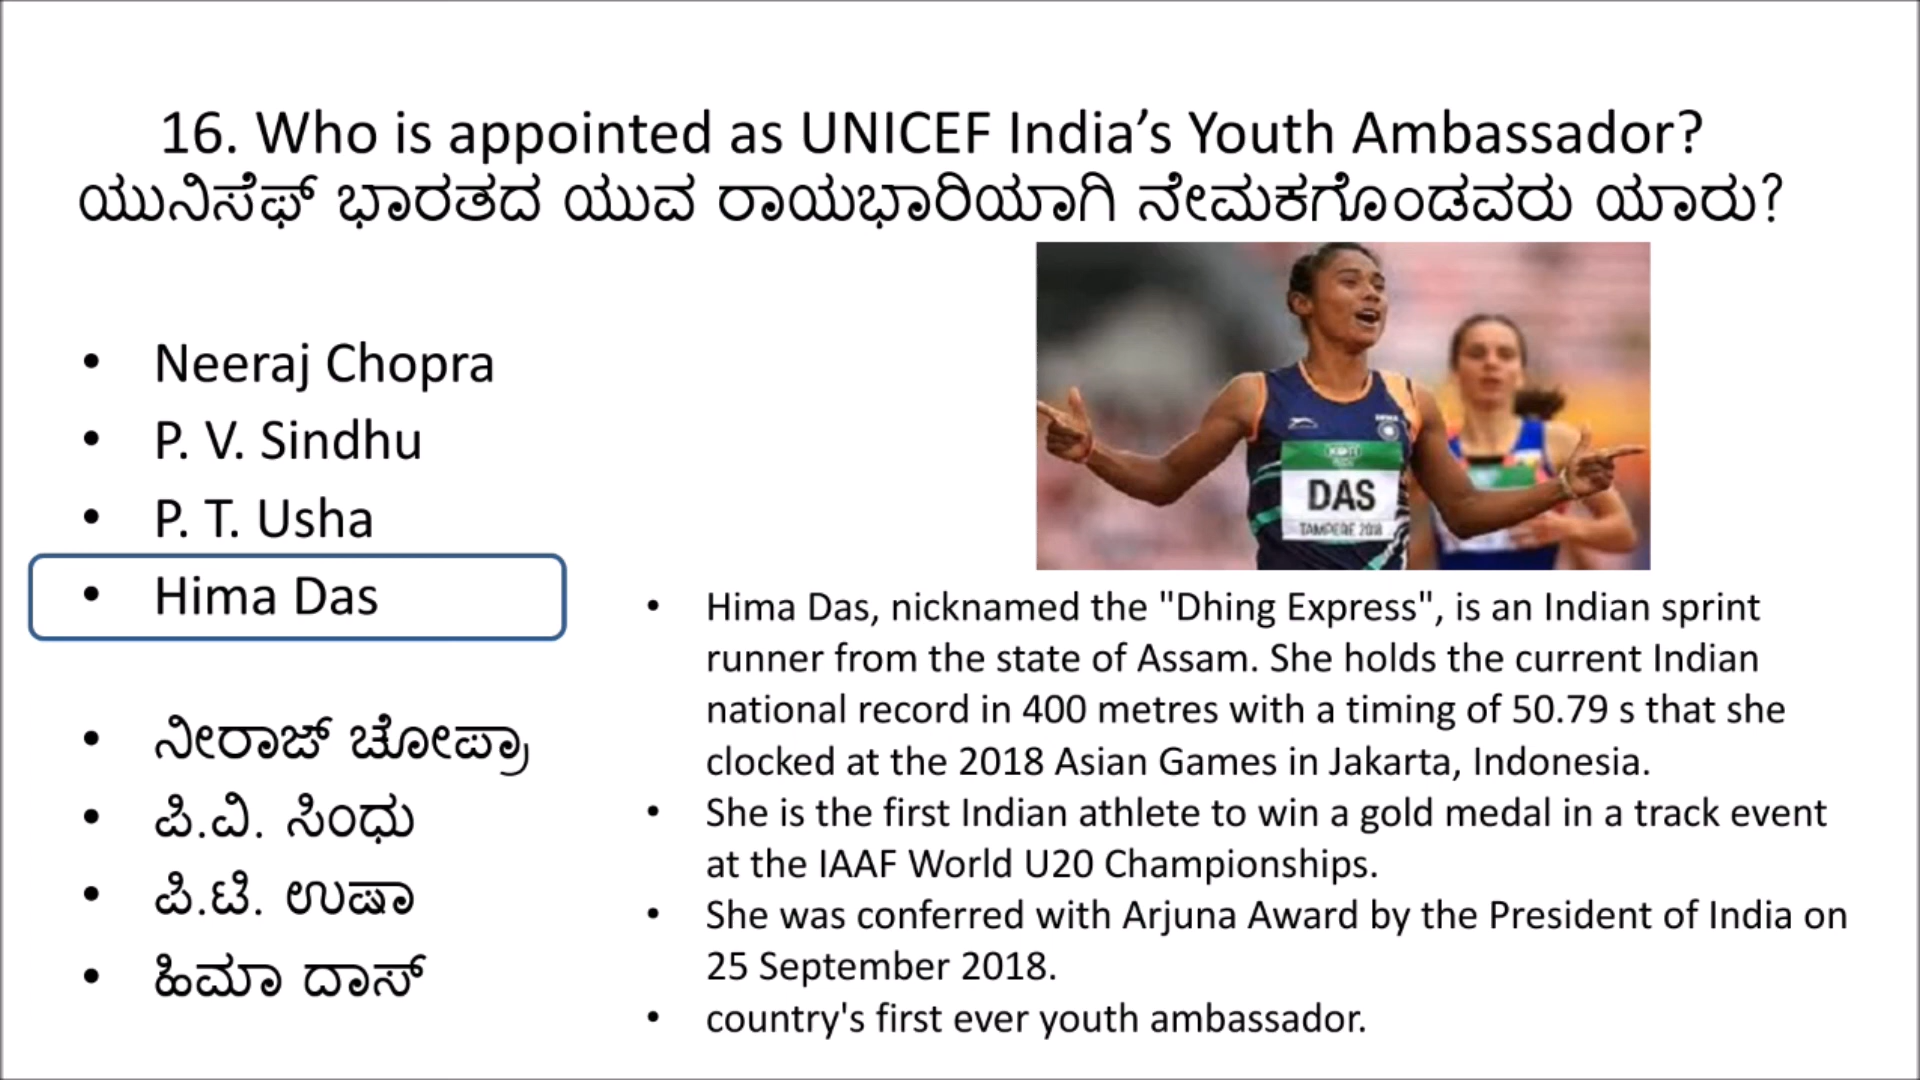 16. Who is appointed as UNICEF India’s Youth Ambassador?
ಯುನಿಸೆಫ್ ಭಾರತದ ಯುವ ರಾಯಭಾರಿಯಾಗಿ ನೇಮಕಗೊಂಡವರು ಯಾರು?
• Neeraj Chopra
• P. V. Sindhu
• P. T. Usha
• Hima Das
• ನೀರಾಜ್ ಚೋಪ್ರಾ
• ಪಿ.ವಿ. ಸಿಂಧು
• ಪಿ.ಟಿ. ಉಷಾ
• ಹಿಮಾ ದಾಸ್
DAS
TAMPERE 2018
• Hima Das, nicknamed the "Dhing Express", is an Indian sprint
runner from the state of Assam. She holds the current Indian
national record in 400 metres with a timing of 50.79 s that she
clocked at the 2018 Asian Games in Jakarta, Indonesia.
• She is the first Indian athlete to win a gold medal in a track event
at the IAAF World U20 Championships.
• She was conferred with Arjuna Award by the President of India on
25 September 2018.
• country's first ever youth ambassador.